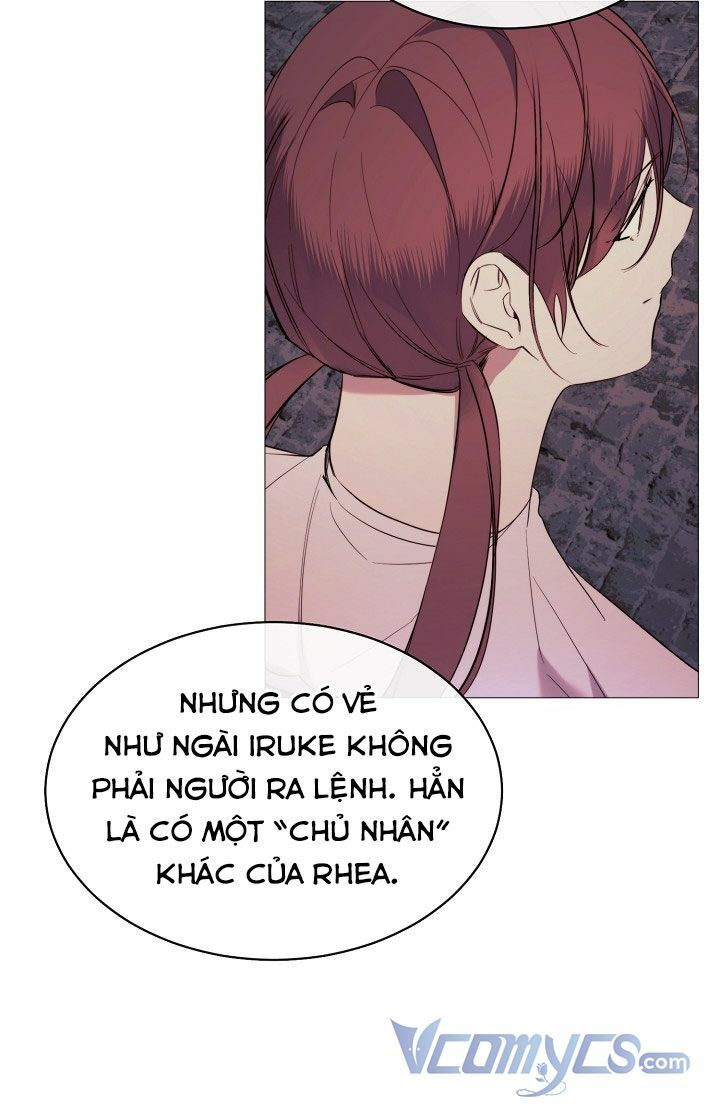 NHƯNG CÓ VẺ
NHƯ NGÀI IRUKE KHÔNG
PHẢI NGƯỜI RA LỆNH. HẲN
LÀ CÓ MỘT “CHỦ NHÂN”
KHÁC CỦA RHEA.
VCOMYCS.com